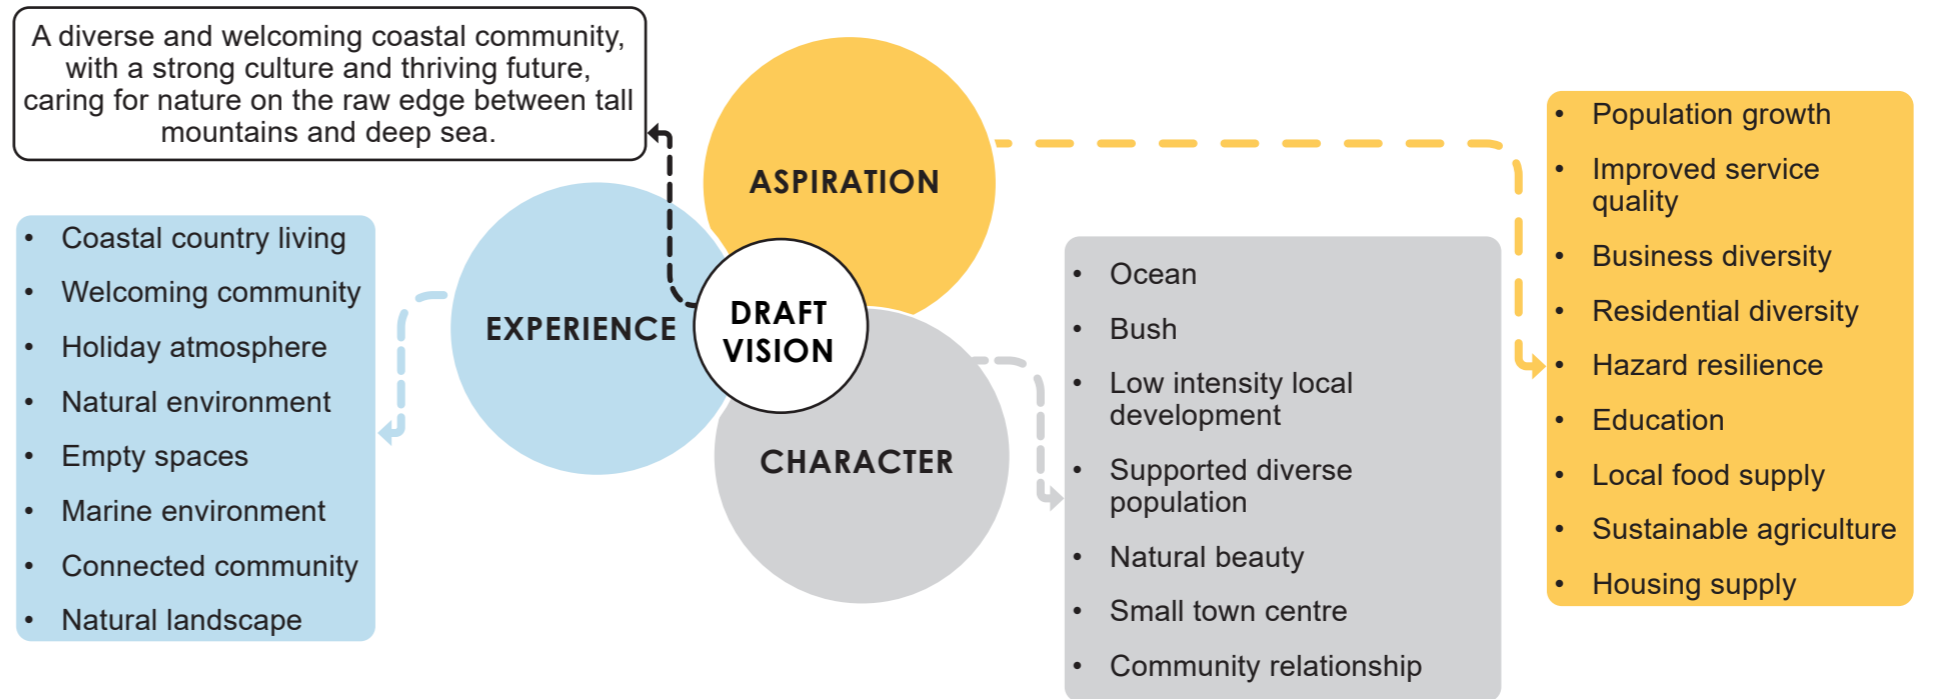 A diverse and welcoming coastal community,
with a strong culture and thriving future,
caring for nature on the raw edge between tall
mountains and deep sea.
EXPERIENCE
• Coastal country living
• Welcoming community
• Holiday atmosphere
• Natural environment
• Empty spaces
• Marine environment
• Connected community
• Natural landscape
DRAFT
VISION
ASPIRATION
CHARACTER
• Ocean
• Bush
• Low intensity local
development
• Supported diverse
population
• Natural beauty
• Small town centre
• Community relationship
• Population growth
• Improved service
quality
• Business diversity
• Residential diversity
• Hazard resilience
• Education
• Local food supply
• Sustainable agriculture
• Housing supply